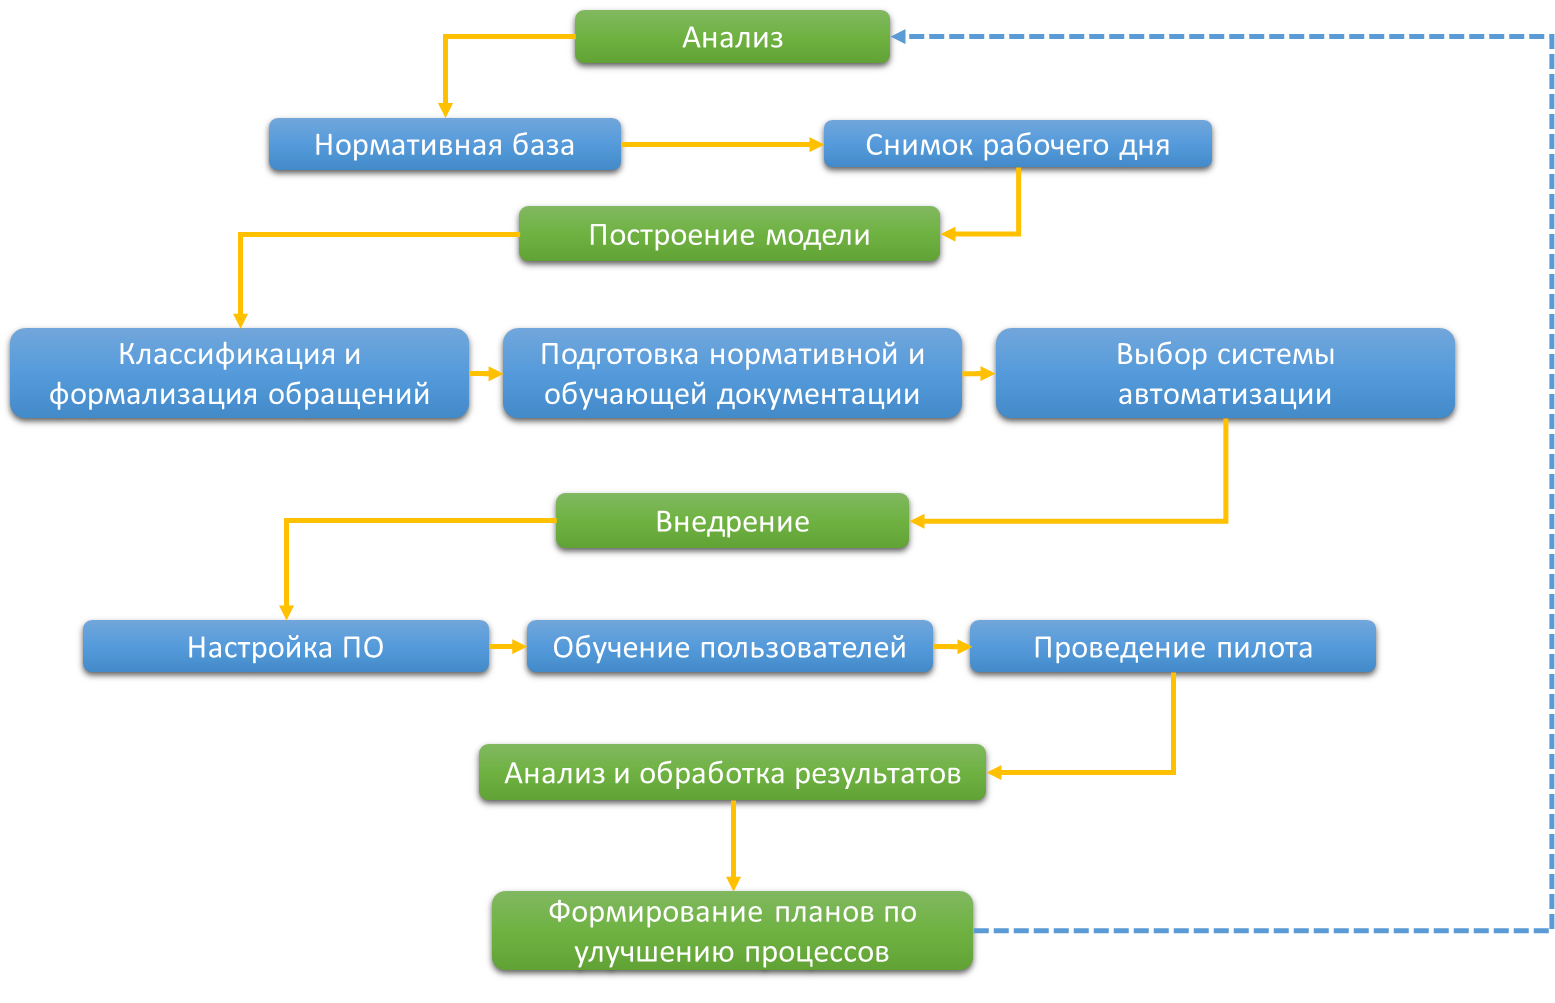 Анализ
Нормативная база
Снимок рабочего дня
Построение модели
Классификация и
формализация обращений
Подготовка нормативной и
обучающей документации
Выбор системы
автоматизации
Внедрение
Настройка ПО
Обучение пользователей
Проведение пилота
Анализ и обработка результатов
Формирование планов по
улучшению процессов